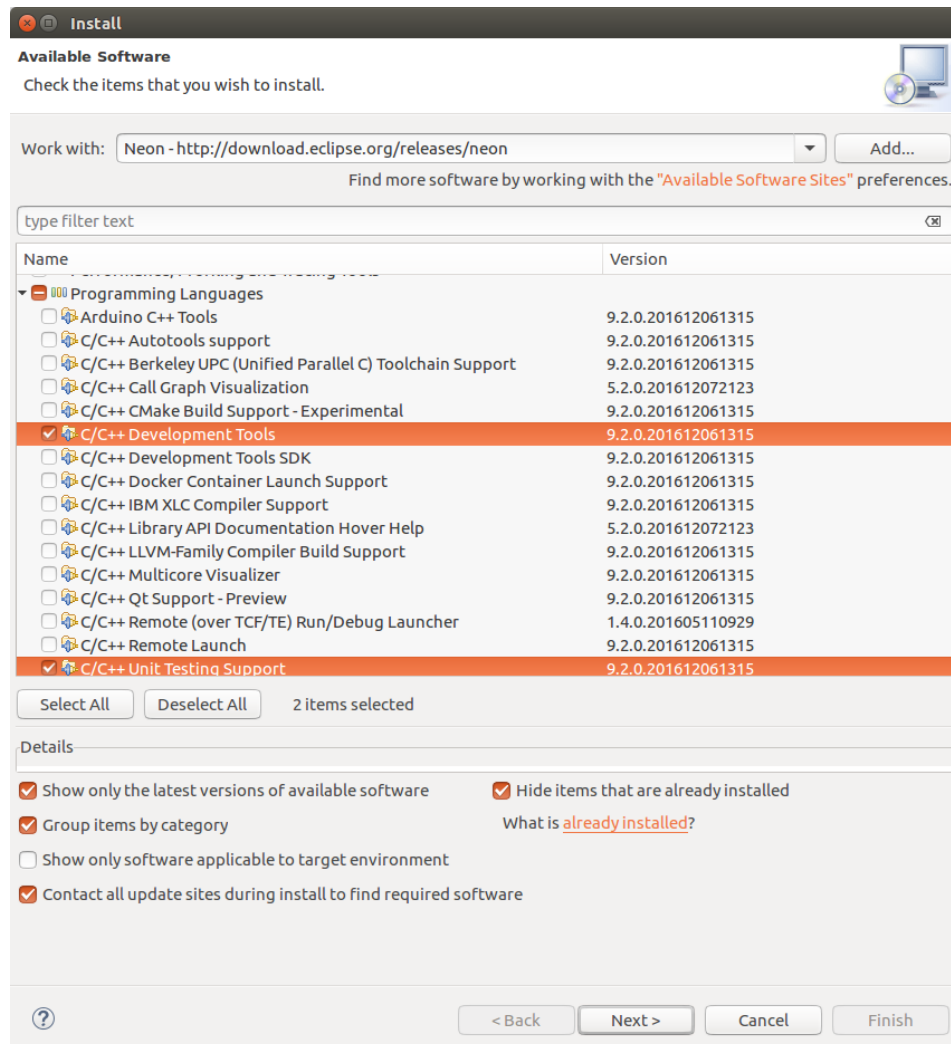 Install
Available Software
Check the items that you wish to install.
Work with: Neon - http://download.eclipse.org/releases/neon Add...
Find more software by working with the "Available Software Sites" preferences.
type filter text
Name Version
Programming Languages
Arduino C++ Tools 9.2.0.201612061315
C/C++ Autotools support 9.2.0.201612061315
C/C++ Berkeley UPC (Unified Parallel C) Toolchain Support 9.2.0.201612061315
C/C++ Call Graph Visualization 5.2.0.201612072123
C/C++ CMake Build Support - Experimental 9.2.0.201612061315
C/C++ Development Tools 9.2.0.201612061315
C/C++ Development Tools SDK 9.2.0.201612061315
C/C++ Docker Container Launch Support 9.2.0.201612061315
C/C++ IBM XLC Compiler Support 9.2.0.201612061315
C/C++ Library API Documentation Hover Help 5.2.0.201612072123
C/C++ LLVM-Family Compiler Build Support 9.2.0.201612061315
C/C++ Multicore Visualizer 9.2.0.201612061315
C/C++ Qt Support - Preview 9.2.0.201612061315
C/C++ Remote (over TCF/TE) Run/Debug Launcher 1.4.0.201605110929
C/C++ Remote Launch 9.2.0.201612061315
C/C++ Unit Testing Support 9.2.0.201612061315
Select All Deselect All 2 items selected
Details
Show only the latest versions of available software Hide items that are already installed
Group items by category What is already installed?
Show only software applicable to target environment
Contact all update sites during install to find required software
? < Back Next > Cancel Finish